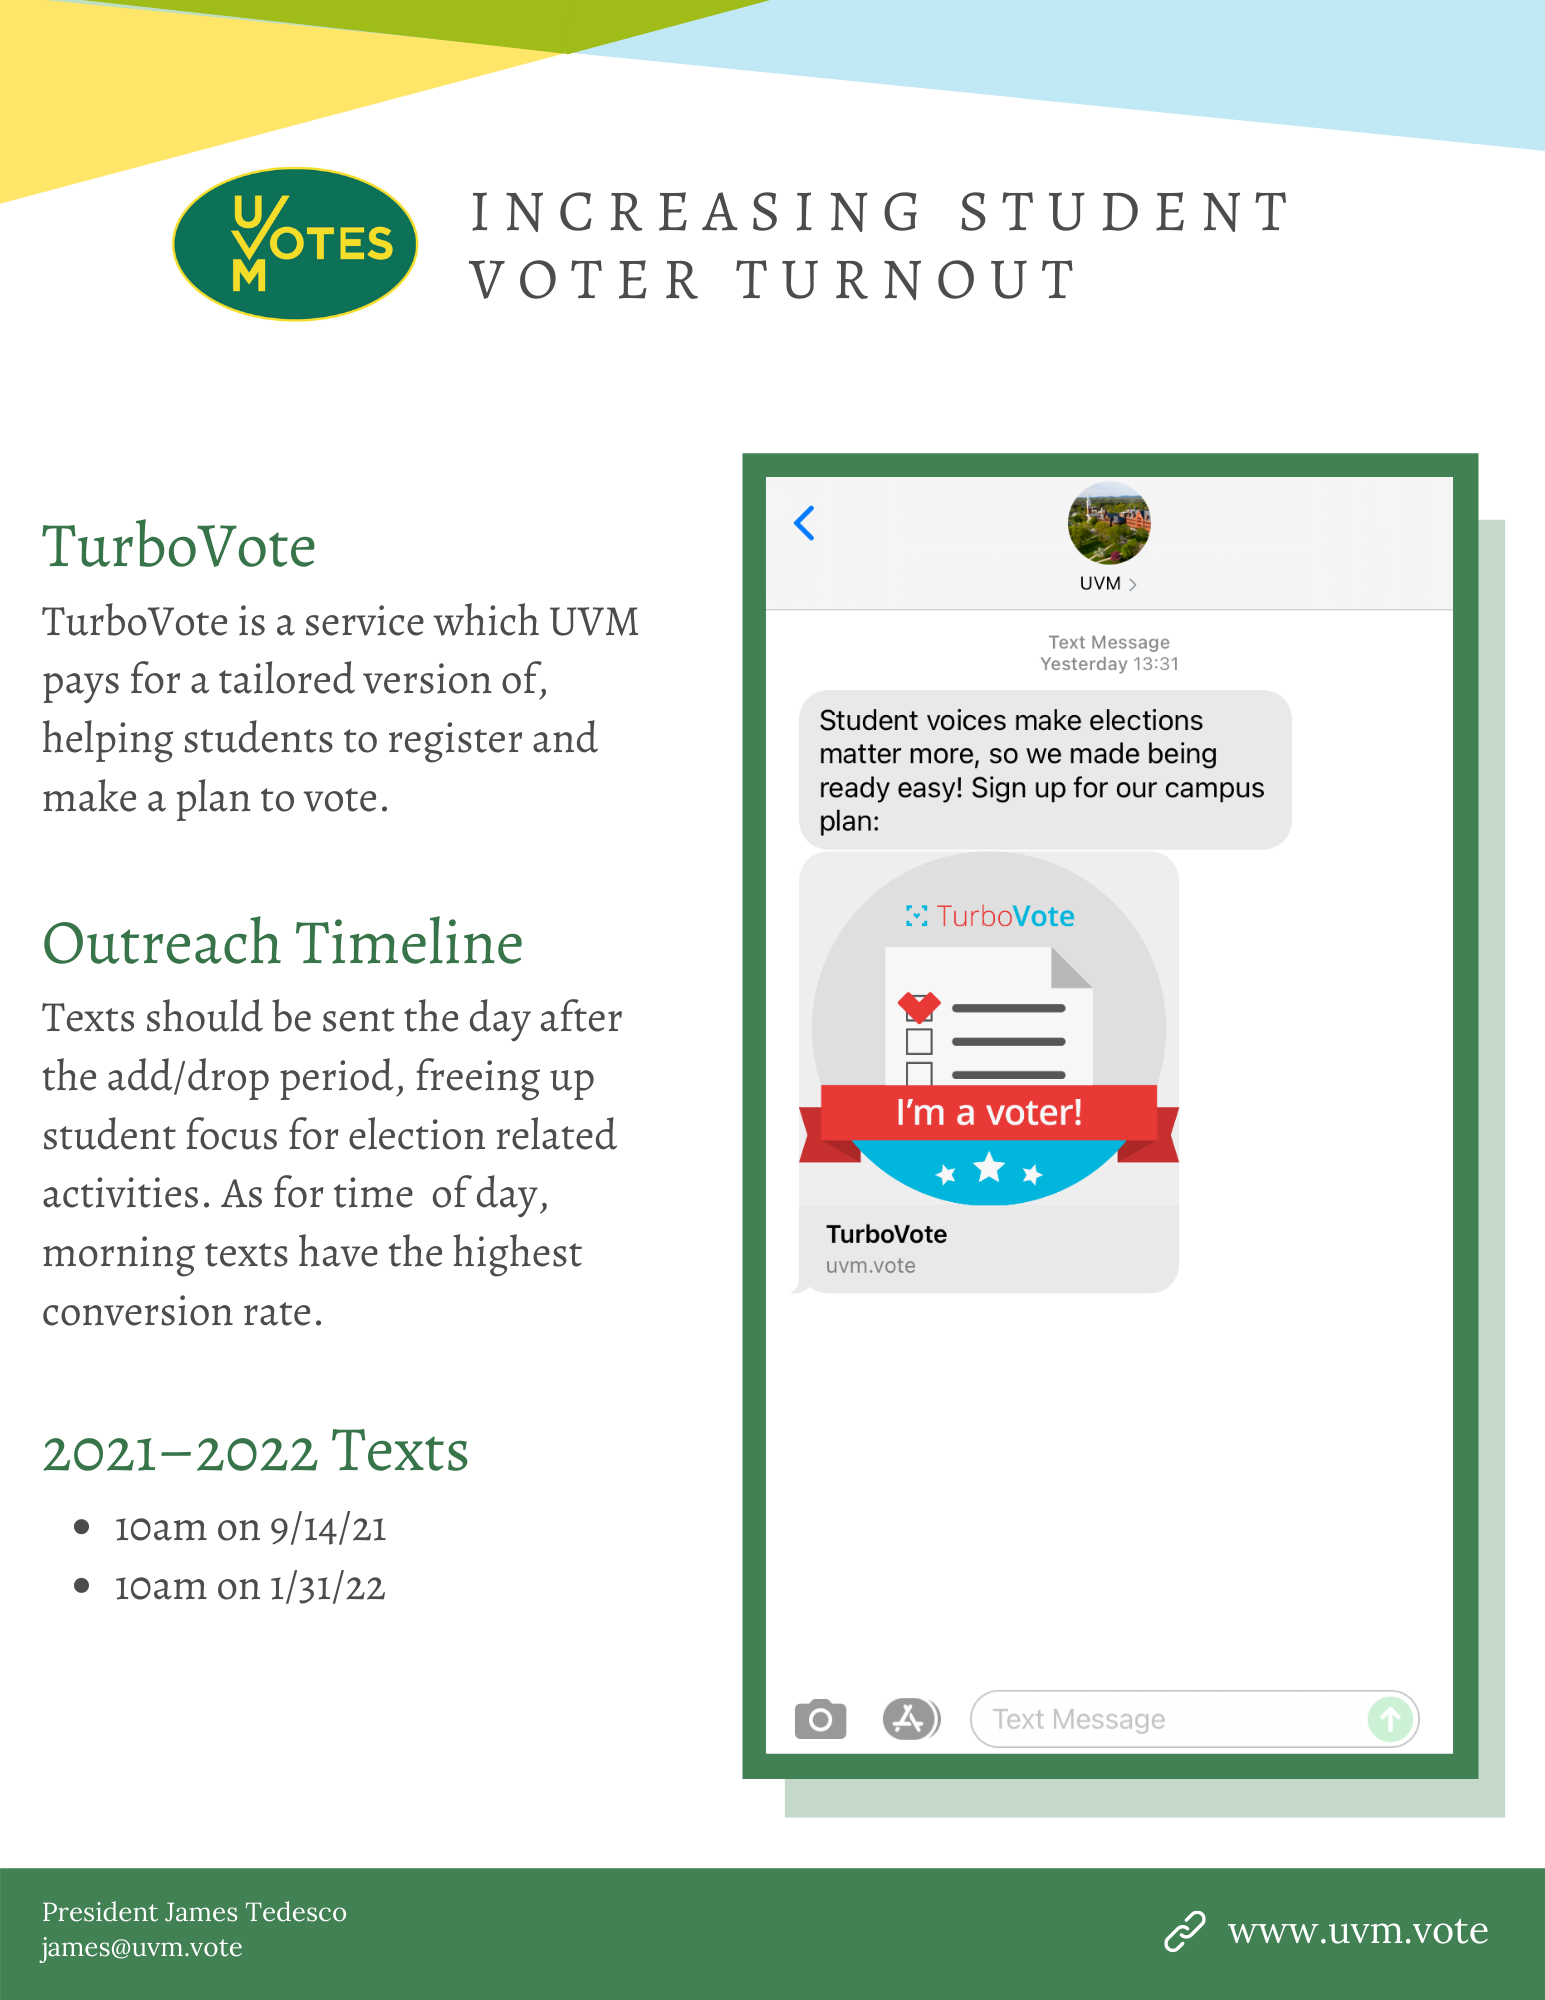 UVM VOTES
INCREASING STUDENT
VOTER TURNOUT
TurboVote
TurboVote is a service which UVM
pays for a tailored version of,
helping students to register and
make a plan to vote.
Outreach Timeline
Texts should be sent the day after
the add/drop period, freeing up
student focus for election related
activities. As for time  of day,
morning texts have the highest
conversion rate.
2021–2022 Texts
• 10am on 9/14/21
• 10am on 1/31/22
UVM >
Text Message
Yesterday 13:31
Student voices make elections
matter more, so we made being
ready easy! Sign up for our campus
plan:
TurboVote
I'm a voter!
TurboVote
uvm.vote
Text Message
President James Tedesco
james@uvm.vote
www.uvm.vote